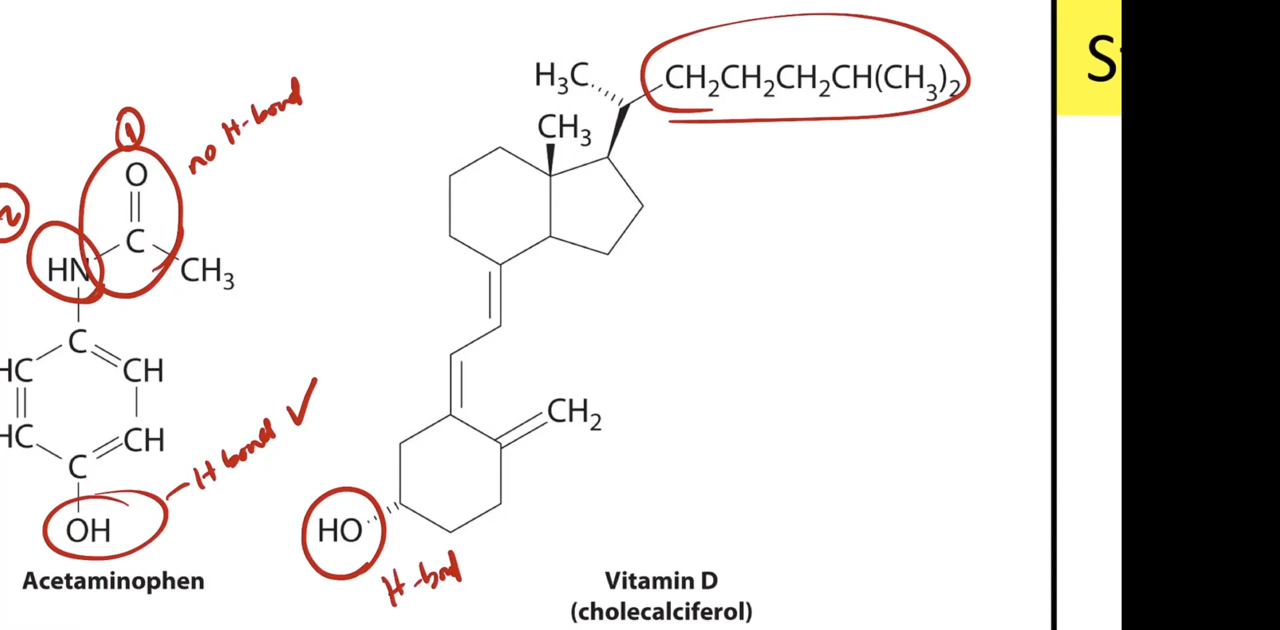 H₃C
CH₂CH₂CH₂CH(CH₃)₂
CH₃
1
no H-bond
O
2
C
HN
CH₃
C
HC
CH
HC
CH
C
H bond ✓
OH
CH₂
HO
H-bond
Acetaminophen
Vitamin D
(cholecalciferol)
S